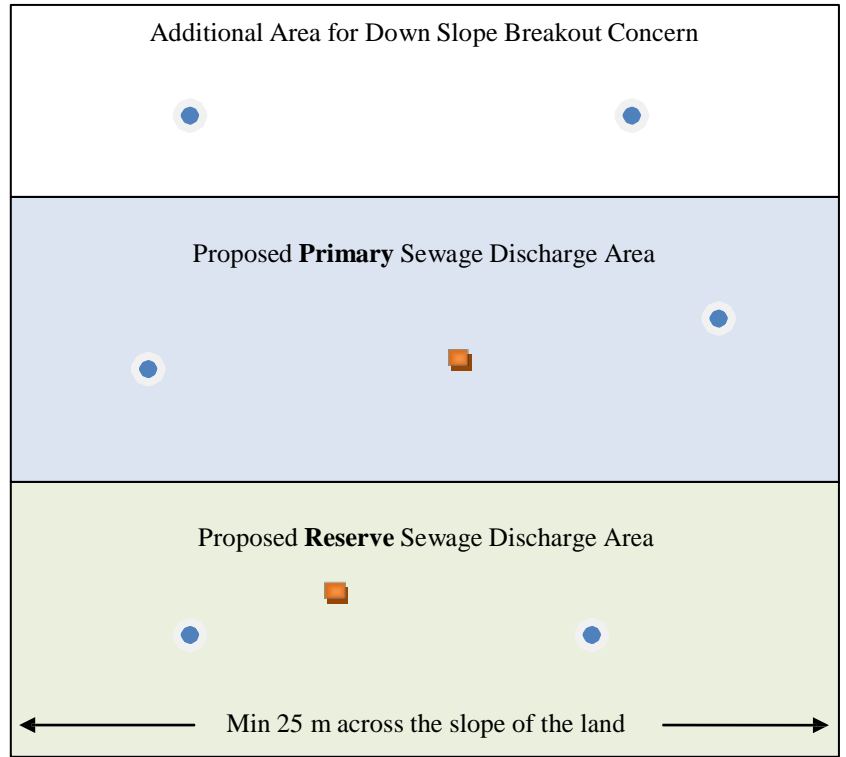 Additional Area for Down Slope Breakout Concern
Proposed Primary Sewage Discharge Area
Proposed Reserve Sewage Discharge Area
Min 25 m across the slope of the land